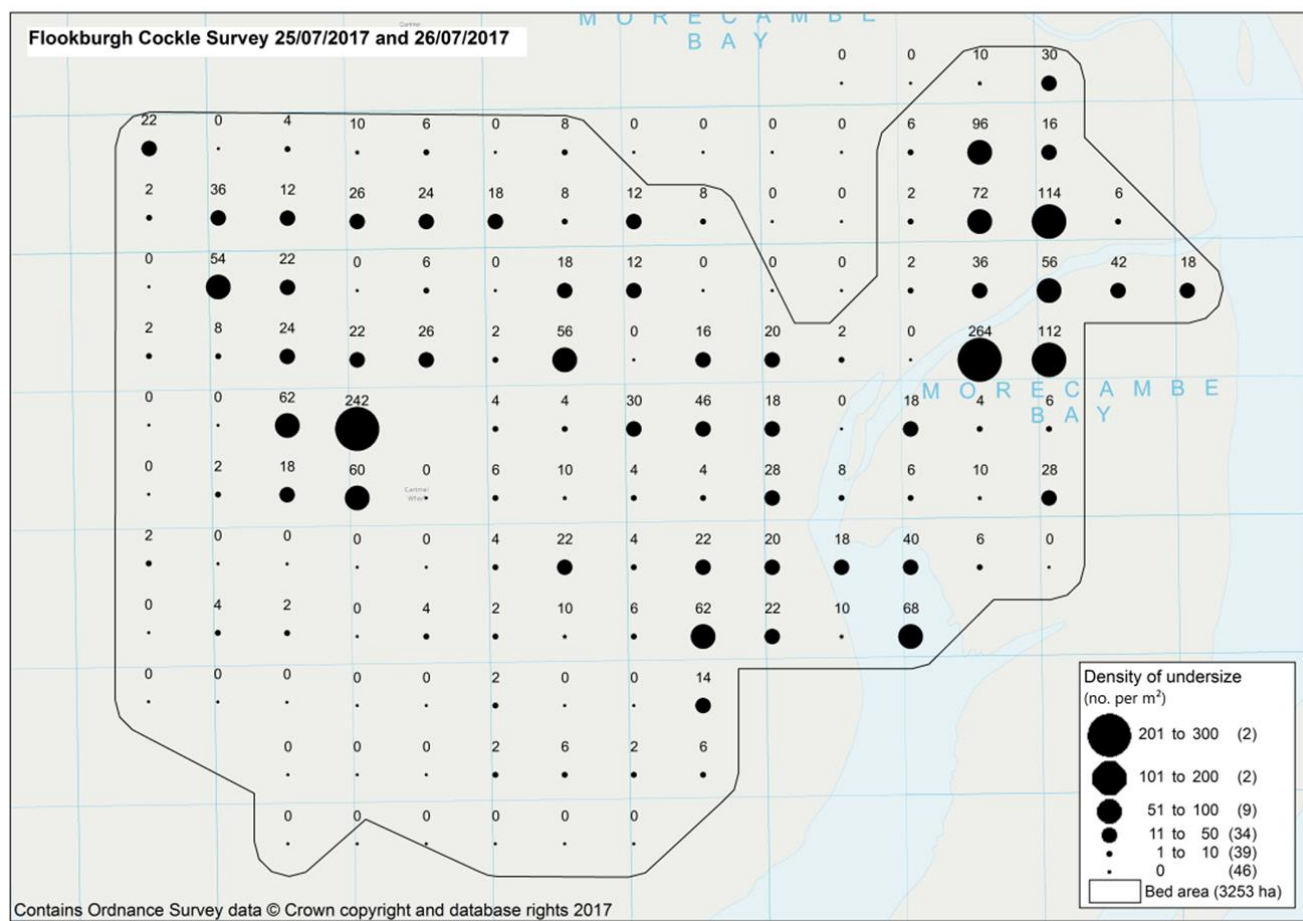 MORECAMBE
BAY
Cartmel
Flookburgh Cockle Survey 25/07/2017 and 26/07/2017
0 0 10 30
22 0 4 10 6 0 8 0 0 0 0 6 96 16
2 36 12 26 24 18 8 12 8 0 0 2 72 114 6
0 54 22 0 6 0 18 12 0 0 0 2 36 56 42 18
2 8 24 22 26 2 56 0 16 20 2 0 264 112
MORECAMBE
BAY
0 0 62 242 4 4 30 46 18 0 18 4 6
0 2 18 60 0 6 10 4 4 28 8 6 10 28
Cartmel
Wharf
2 0 0 0 0 4 22 4 22 20 18 40 6 0
0 4 2 0 4 2 10 6 62 22 10 68
0 0 0 0 0 2 0 0 14
0 0 0 2 6 2 6
0 0 0 0 0 0
Density of undersize
(no. per m²)
201 to 300 (2)
101 to 200 (2)
51 to 100 (9)
11 to 50 (34)
1 to 10 (39)
0 (46)
Bed area (3253 ha)
Contains Ordnance Survey data © Crown copyright and database rights 2017